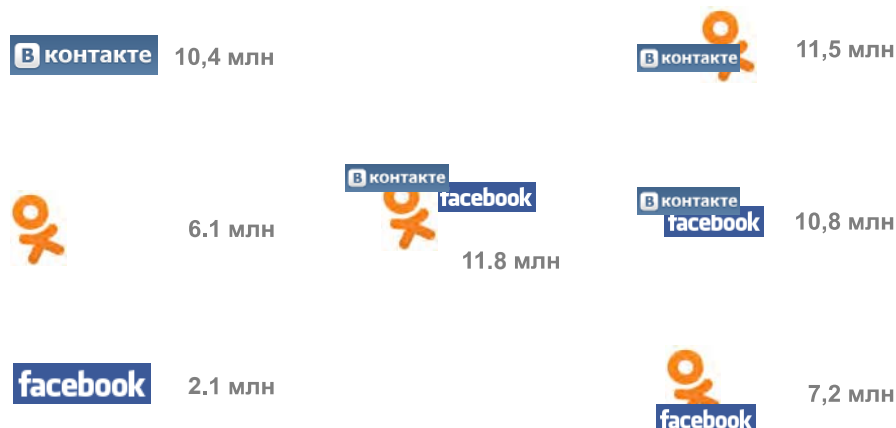 В контакте 10,4 млн
6.1 млн
facebook 2.1 млн
В контакте
facebook
11.8 млн
В контакте
11,5 млн
В контакте
facebook
10,8 млн
7,2 млн
facebook